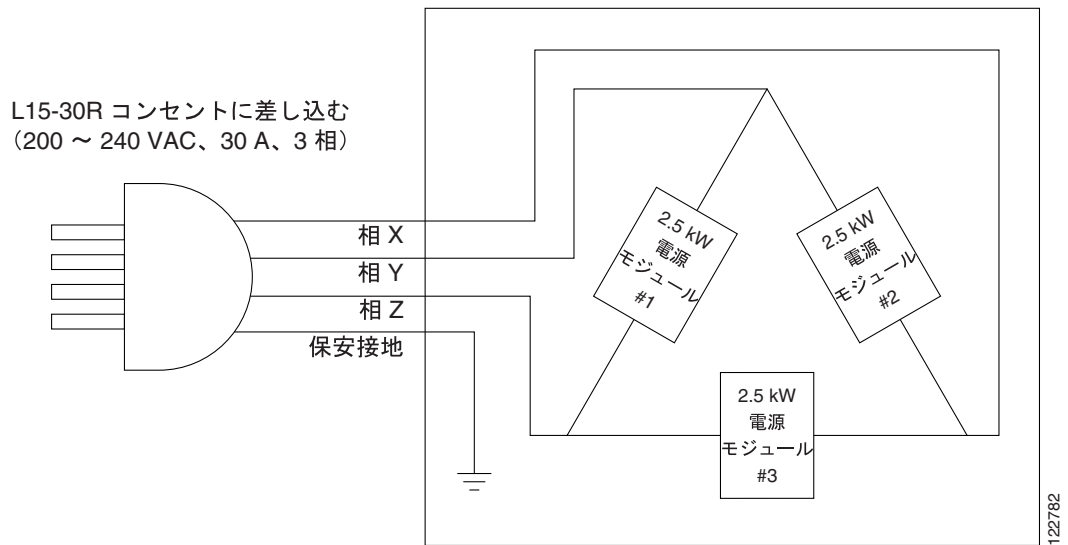 L15-30R コンセントに差し込む
(200 ～ 240 VAC、30 A、3 相)
相 X
相 Y
相 Z
保安接地
2.5 kW
電源
モジュール
#1
2.5 kW
電源
モジュール
#2
2.5 kW
電源
モジュール
#3
122782